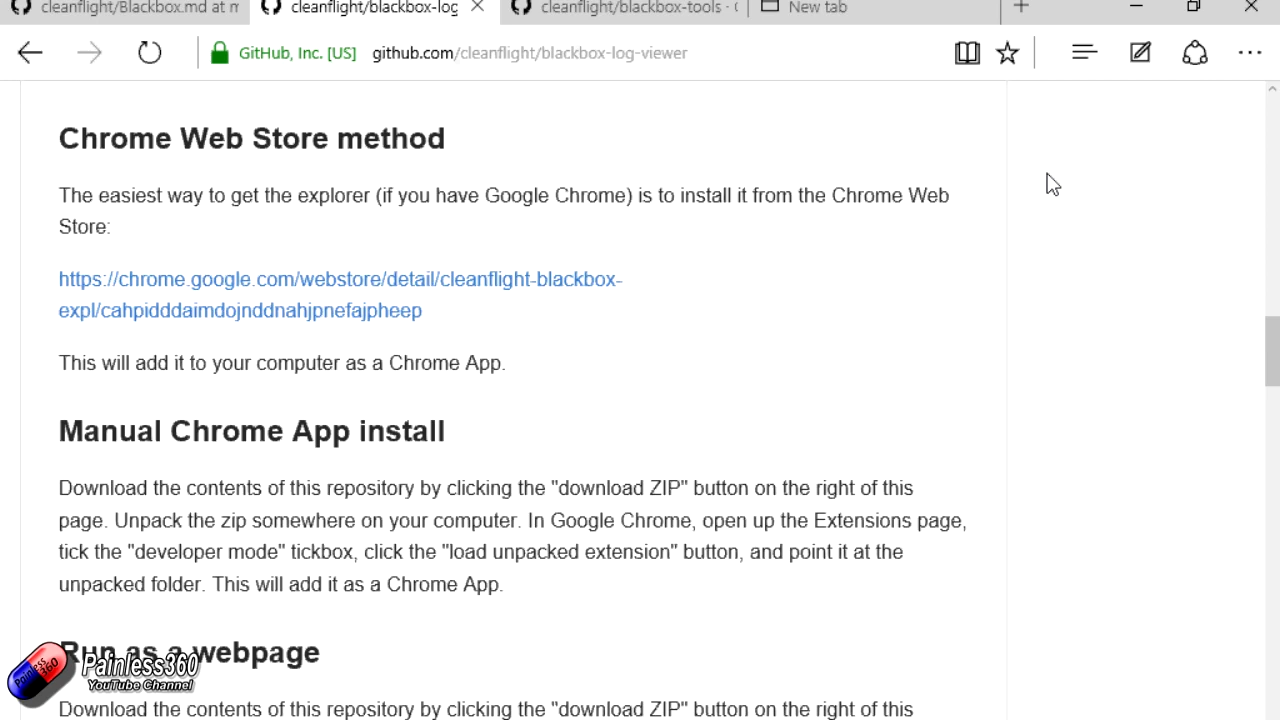 cleanflight/Blackbox.md at m
cleanflight/blackbox-log
cleanflight/blackbox-tools ·
New tab
GitHub, Inc. [US]
github.com/cleanflight/blackbox-log-viewer
Chrome Web Store method
The easiest way to get the explorer (if you have Google Chrome) is to install it from the Chrome Web
Store:
https://chrome.google.com/webstore/detail/cleanflight-blackbox-
expl/cahpidddaimdojnddnahjpnefajpheep
This will add it to your computer as a Chrome App.
Manual Chrome App install
Download the contents of this repository by clicking the "download ZIP" button on the right of this
page. Unpack the zip somewhere on your computer. In Google Chrome, open up the Extensions page,
tick the "developer mode" tickbox, click the "load unpacked extension" button, and point it at the
unpacked folder. This will add it as a Chrome App.
Run as a webpage
Painless360
Painless360
YouTube Channel
Download the contents of this repository by clicking the "download ZIP" button on the right of this